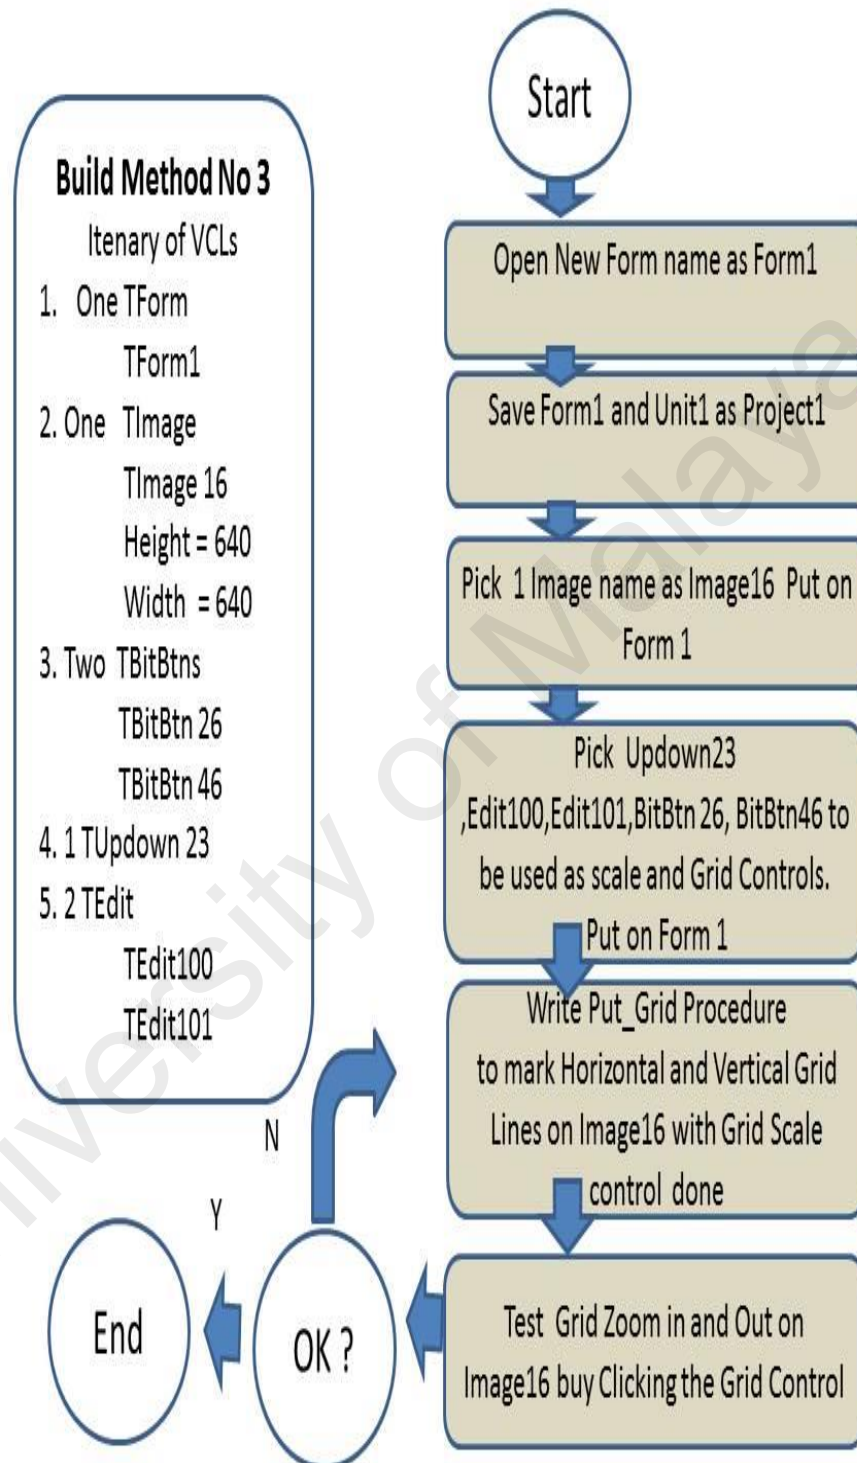 Start
Build Method No 3
Itenary of VCLs
1. One TForm
TForm1
2. One TImage
TImage 16
Height = 640
Width = 640
3. Two TBitBtns
TBitBtn 26
TBitBtn 46
4. 1 TUpdown 23
5. 2 TEdit
TEdit100
TEdit101
Open New Form name as Form1
Save Form1 and Unit1 as Project1
Pick 1 Image name as Image16 Put on
Form 1
Pick Updown23
,Edit100,Edit101,BitBtn 26, BitBtn46 to
be used as scale and Grid Controls.
Put on Form 1
Write Put_Grid Procedure
to mark Horizontal and Vertical Grid
Lines on Image16 with Grid Scale
control done
Test Grid Zoom in and Out on
Image16 buy Clicking the Grid Control
OK ?
N
Y
End
iversity of Malaya